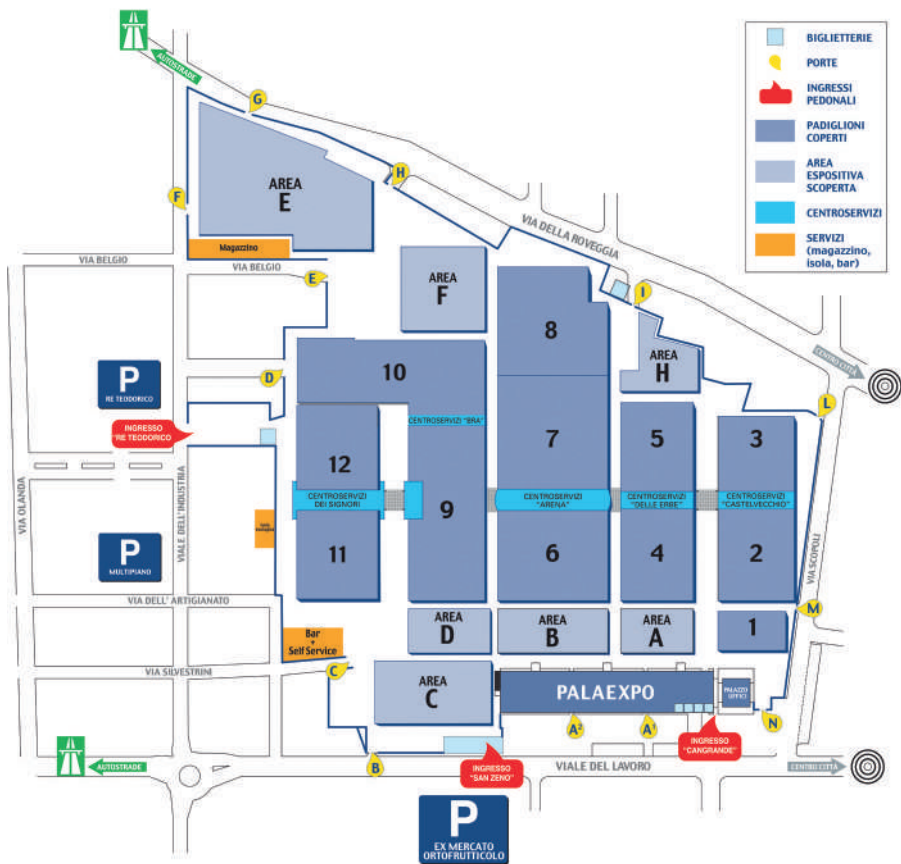 BIGLIETTERIE
PORTE
INGRESSI
PEDONALI
PADIGLIONI
COPERTI
AREA
ESPOSITIVA
SCOPERTA
CENTROSERVIZI
SERVIZI
(magazzino,
isola, bar)
AUTOSTRADE
G
H
F
AREA
E
Magazzino
VIA BELGIO
VIA BELGIO
E
VIA DELLA ROVEGGIA
I
AREA
F
8
AREA
H
CENTRO CITTÀ
L
P
RE TEODORICO
D
10
INGRESSO
"RE TEODORICO
CENTROSERVIZI "BRA"
12
7
5
3
CENTROSERVIZI
DEI SIGNORI
9
CENTROSERVIZI
"ARENA"
CENTROSERVIZI
"DELLE ERBE"
CENTROSERVIZI
"CASTELVECCHIO"
VIA OLANDA
VIALE DELL'INDUSTRIA
P
MULTIPIANO
11
6
4
2
VIA SCOPOLI
VIA DELL' ARTIGIANATO
M
Bar
+
Self Service
AREA
D
AREA
B
AREA
A
1
VIA SILVESTRINI
C
AREA
C
PALAEXPO
PALAZZO
UFFICI
A²
A¹
N
INGRESSO
"CANGRANDE"
AUTOSTRADE
B
INGRESSO
"SAN ZENO"
VIALE DEL LAVORO
CENTRO CITTÀ
P
EX MERCATO
ORTOFRUTTICOLO